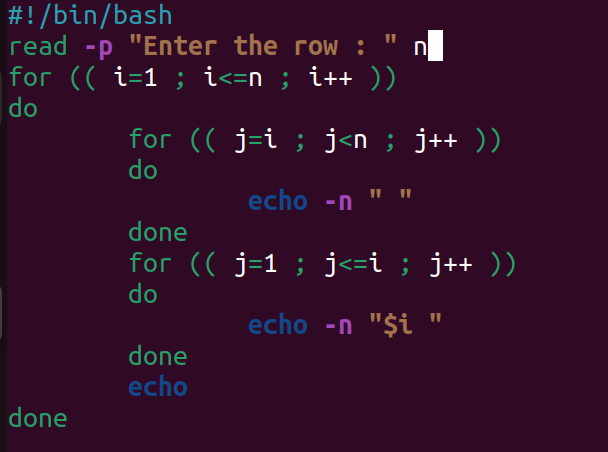 #!/bin/bash
read -p "Enter the row : " n
for (( i=1 ; i<=n ; i++ ))
do
        for (( j=i ; j<n ; j++ ))
        do
                echo -n " "
        done
        for (( j=1 ; j<=i ; j++ ))
        do
                echo -n "$i "
        done
        echo
done